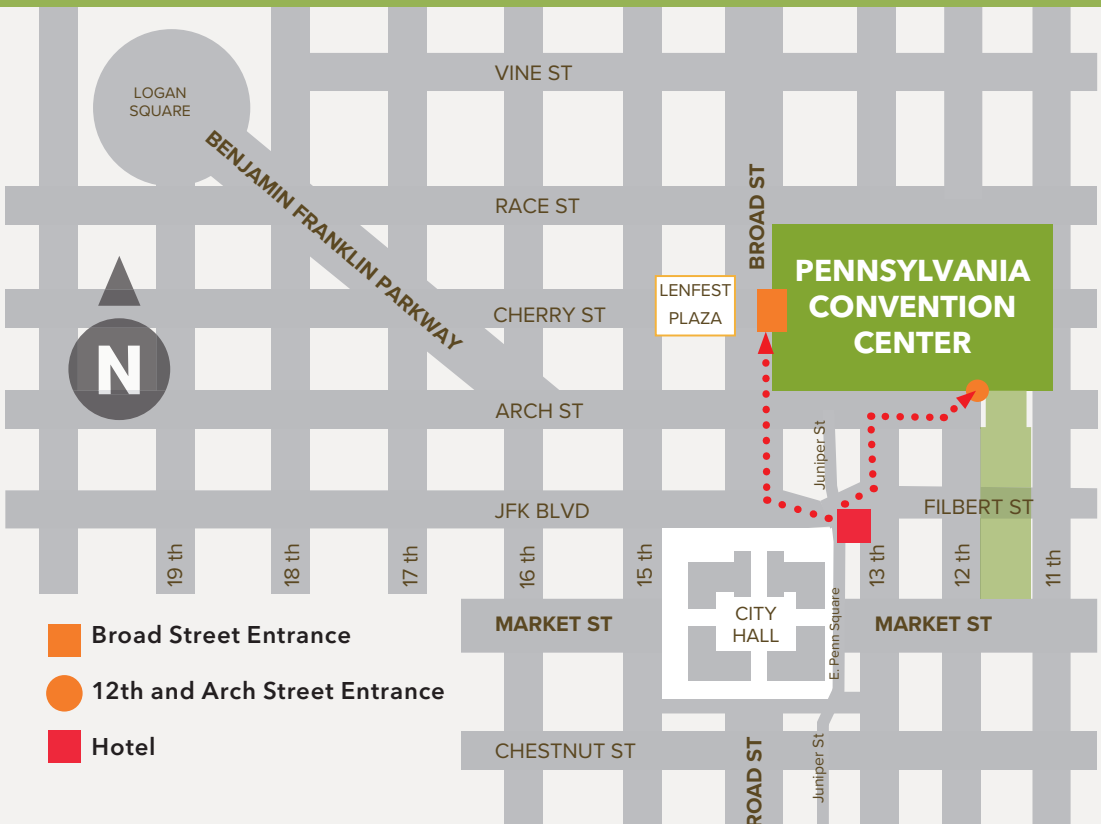 VINE ST
LOGAN
SQUARE
BENJAMIN FRANKLIN PARKWAY
RACE ST
BROAD ST
PENNSYLVANIA
CONVENTION
CENTER
LENFEST
PLAZA
CHERRY ST
N
ARCH ST
Juniper St
JFK BLVD
FILBERT ST
19 th
18 th
17 th
16 th
15 th
13 th
12 th
11 th
MARKET ST
CITY
HALL
E. Penn Square
MARKET ST
Broad Street Entrance
12th and Arch Street Entrance
Hotel
CHESTNUT ST
ROAD ST
Juniper St